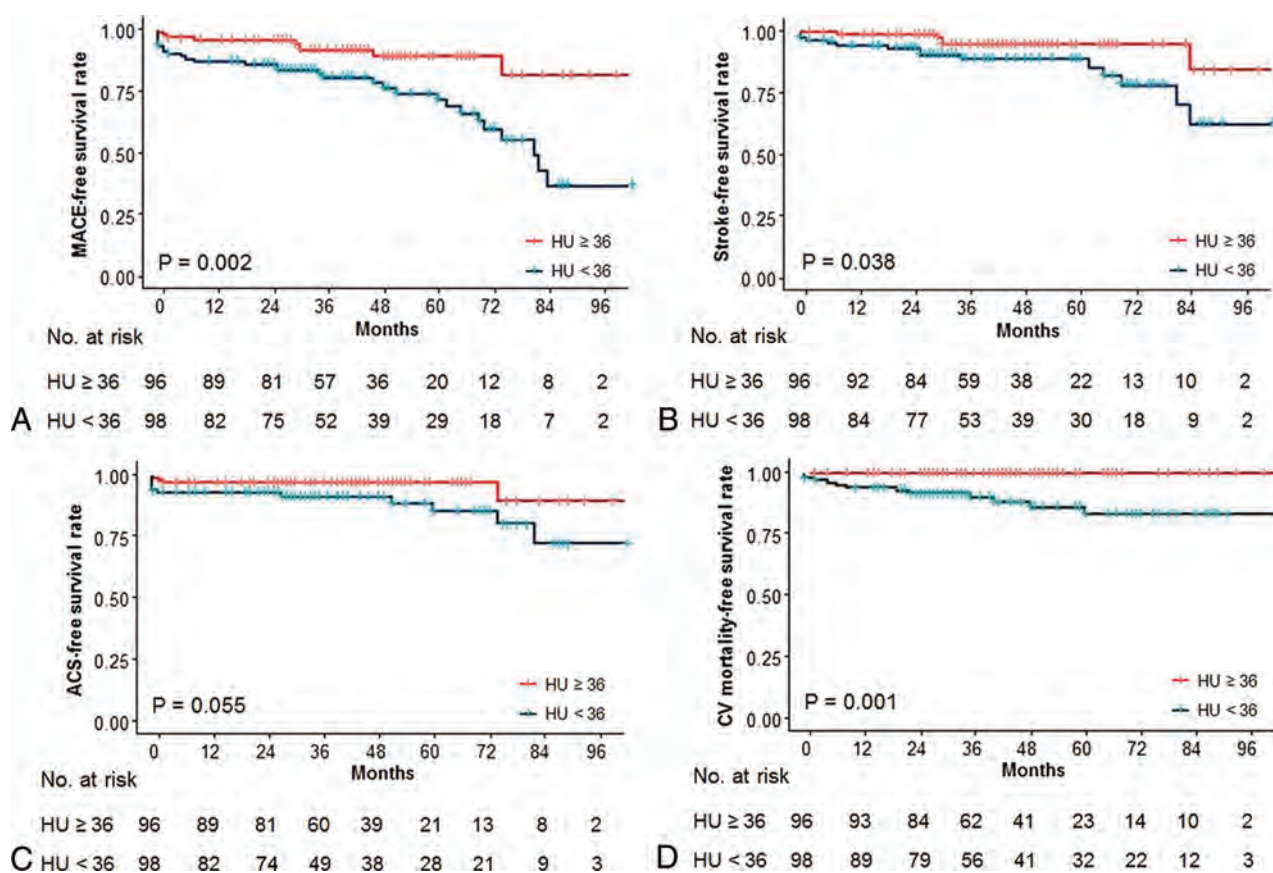 MACE-free survival rate
1.00
0.75
0.50
0.25
0.00
HU ≥ 36
HU < 36
P = 0.002
0 12 24 36 48 60 72 84 96
Months
No. at risk
HU ≥ 36 96 89 81 57 36 20 12 8 2
HU < 36 98 82 75 52 39 29 18 7 2
A
Stroke-free survival rate
1.00
0.75
0.50
0.25
0.00
HU ≥ 36
HU < 36
P = 0.038
0 12 24 36 48 60 72 84 96
Months
No. at risk
HU ≥ 36 96 92 84 59 38 22 13 10 2
HU < 36 98 84 77 53 39 30 18 9 2
B
ACS-free survival rate
1.00
0.75
0.50
0.25
0.00
HU ≥ 36
HU < 36
P = 0.055
0 12 24 36 48 60 72 84 96
Months
No. at risk
HU ≥ 36 96 89 81 60 39 21 13 8 2
HU < 36 98 82 74 49 38 28 21 9 3
C
CV mortality-free survival rate
1.00
0.75
0.50
0.25
0.00
HU ≥ 36
HU < 36
P = 0.001
0 12 24 36 48 60 72 84 96
Months
No. at risk
HU ≥ 36 96 93 84 62 41 23 14 10 2
HU < 36 98 89 79 56 41 32 22 12 3
D